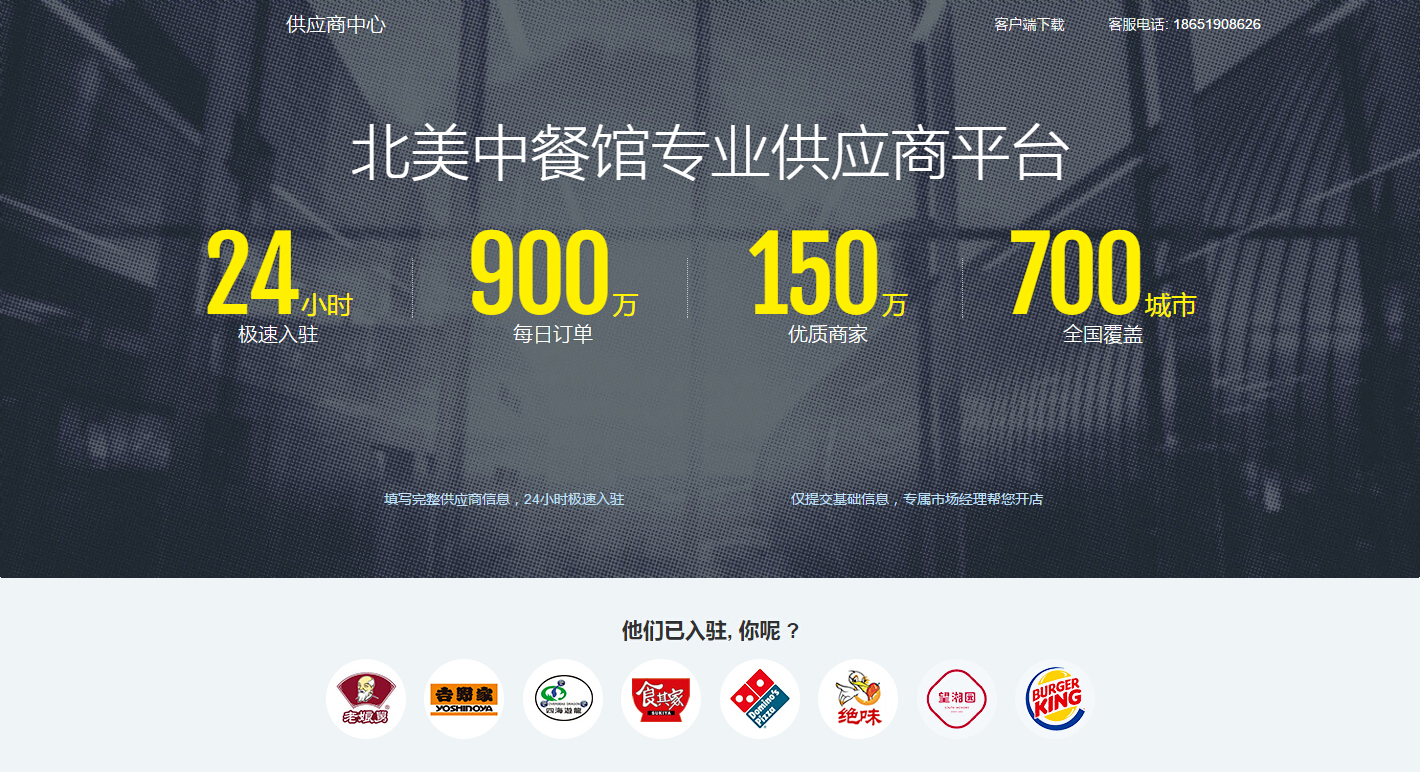 供应商中心
客户端下载
客服电话: 18651908626
北美中餐馆专业供应商平台
24小时
900万
150万
700城市
极速入驻
每日订单
优质商家
全国覆盖
填写完整供应商信息，24小时极速入驻
仅提交基础信息，专属市场经理帮您开店
他们已入驻, 你呢 ?
老娘舅
吉野家
YOSHINOYA
四海遊龍
食其家
SUKIYA
Domino's
Pizza
绝味
望湘园
BURGER
KING